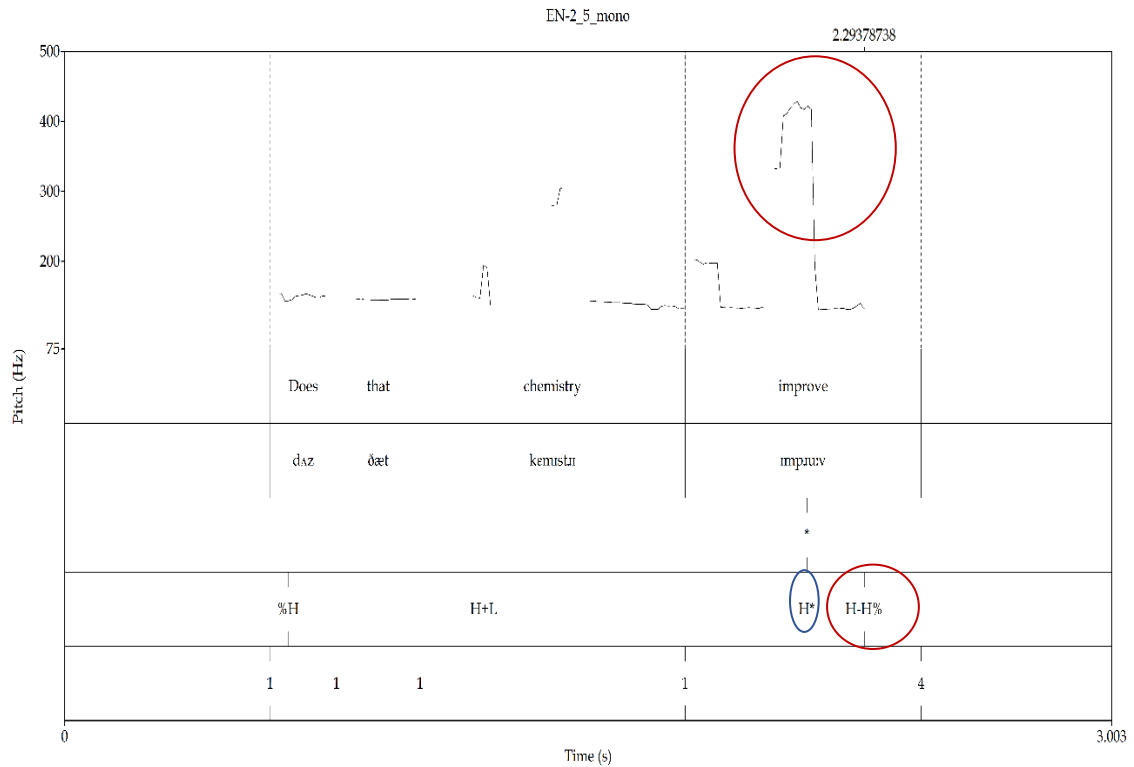 EN-2_5_mono
2.29378738
500
400
300
200
75
Pitch (Hz)
Does that chemistry improve
dʌz ðæt kɛmɪstɹɪ ɪmpɹuːv
*
%H H+L H* H-H%
1 1 1 1 4
0 3.003
Time (s)